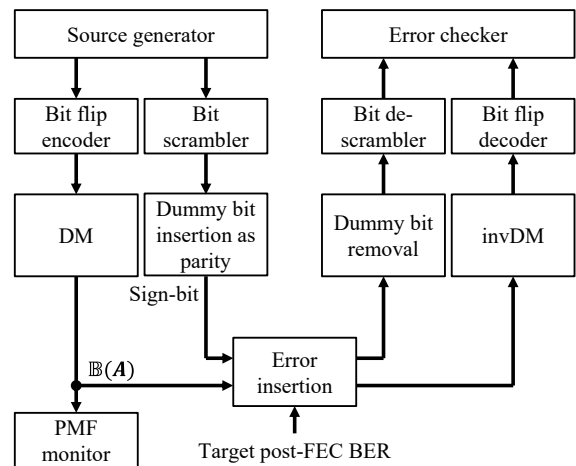 Source generator
Error checker
Bit flip
encoder
Bit
scrambler
Bit de-
scrambler
Bit flip
decoder
DM
Dummy bit
insertion as
parity
Dummy bit
removal
invDM
Sign-bit
𝔹(𝑨)
Error
insertion
PMF
monitor
Target post-FEC BER